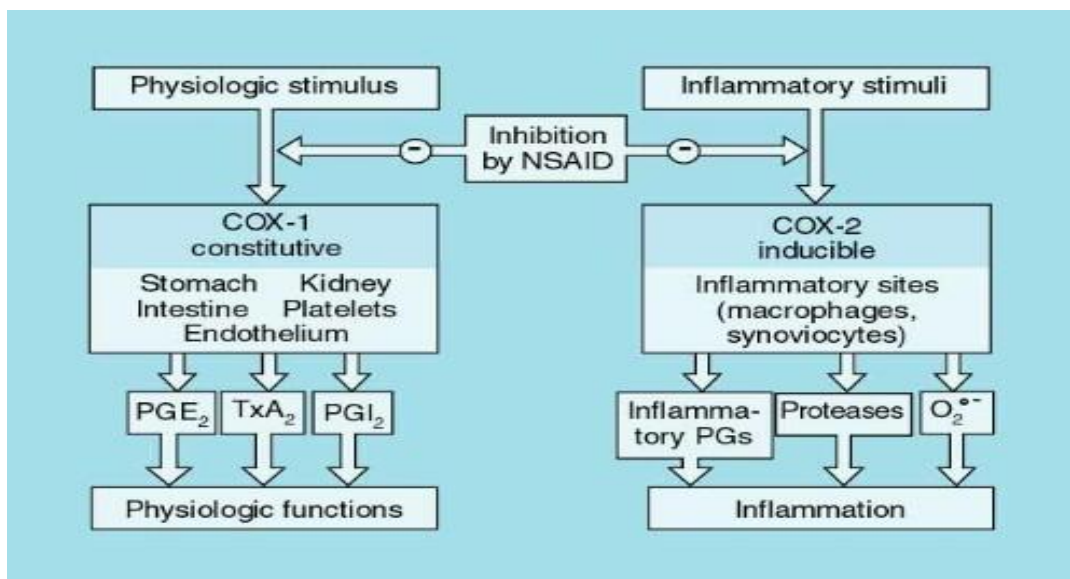 Physiologic stimulus
Inflammatory stimuli
Inhibition
by NSAID
-
-
COX-1
constitutive
Stomach Kidney
Intestine Platelets
Endothelium
COX-2
inducible
Inflammatory sites
(macrophages,
synoviocytes)
PGE₂
TxA₂
PGI₂
Inflamma-
tory PGs
Proteases
O₂•-
Physiologic functions
Inflammation